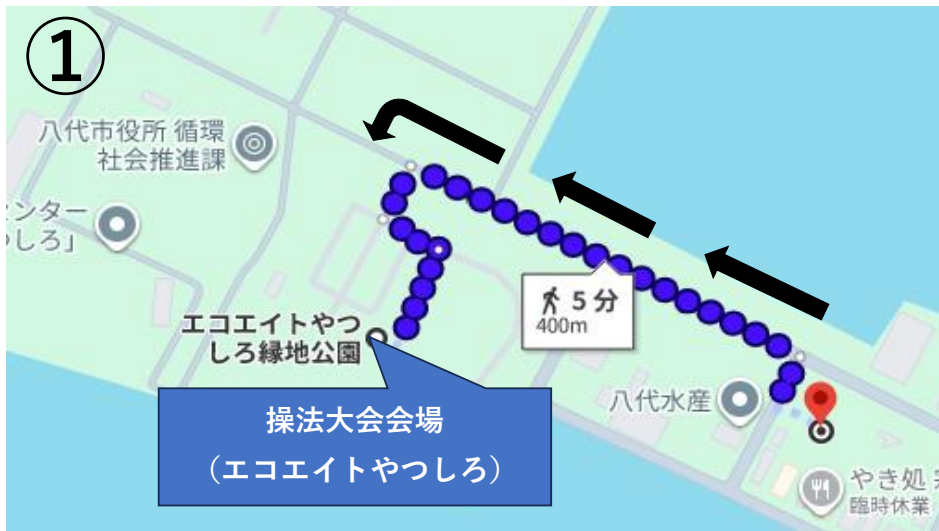 ①
八代市役所 循環
社会推進課
ンター
つしろ」
5 分
400m
エコエイトやつ
しろ緑地公園
操法大会会場
（エコエイトやつしろ）
八代水産
やき処
臨時休業